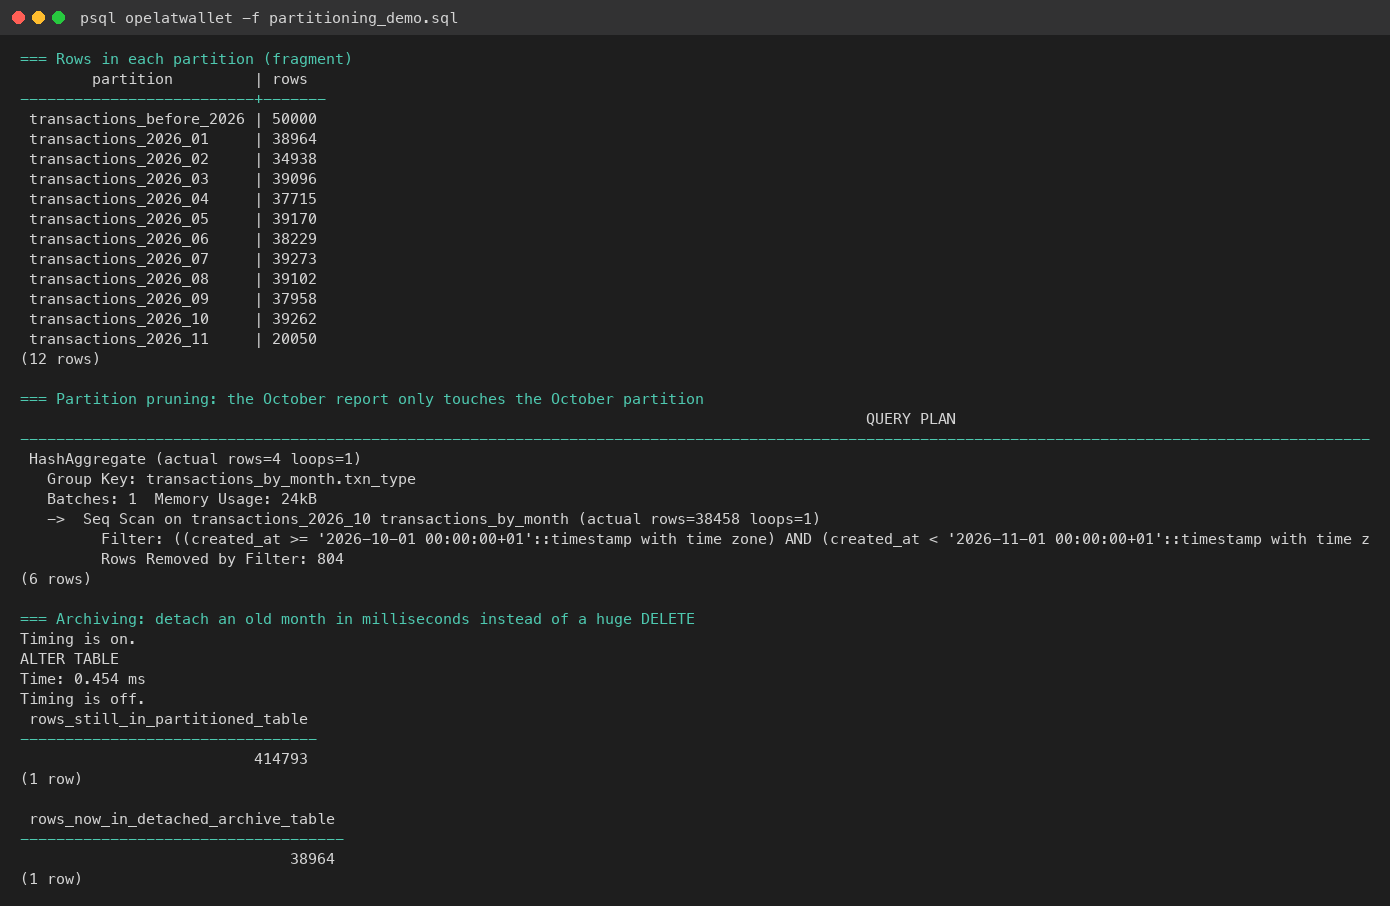 psql opelatwallet -f partitioning_demo.sql
=== Rows in each partition (fragment)
        partition         | rows
--------------------------+-------
 transactions_before_2026 | 50000
 transactions_2026_01     | 38964
 transactions_2026_02     | 34938
 transactions_2026_03     | 39096
 transactions_2026_04     | 37715
 transactions_2026_05     | 39170
 transactions_2026_06     | 38229
 transactions_2026_07     | 39273
 transactions_2026_08     | 39102
 transactions_2026_09     | 37958
 transactions_2026_10     | 39262
 transactions_2026_11     | 20050
(12 rows)
=== Partition pruning: the October report only touches the October partition
QUERY PLAN
------------------------------------------------------------------------------------------------------------------------------------------------------
 HashAggregate (actual rows=4 loops=1)
   Group Key: transactions_by_month.txn_type
   Batches: 1  Memory Usage: 24kB
   ->  Seq Scan on transactions_2026_10 transactions_by_month (actual rows=38458 loops=1)
         Filter: ((created_at >= '2026-10-01 00:00:00+01'::timestamp with time zone) AND (created_at < '2026-11-01 00:00:00+01'::timestamp with time z
         Rows Removed by Filter: 804
(6 rows)
=== Archiving: detach an old month in milliseconds instead of a huge DELETE
Timing is on.
ALTER TABLE
Time: 0.454 ms
Timing is off.
 rows_still_in_partitioned_table
---------------------------------
                          414793
(1 row)
 rows_now_in_detached_archive_table
------------------------------------
                              38964
(1 row)